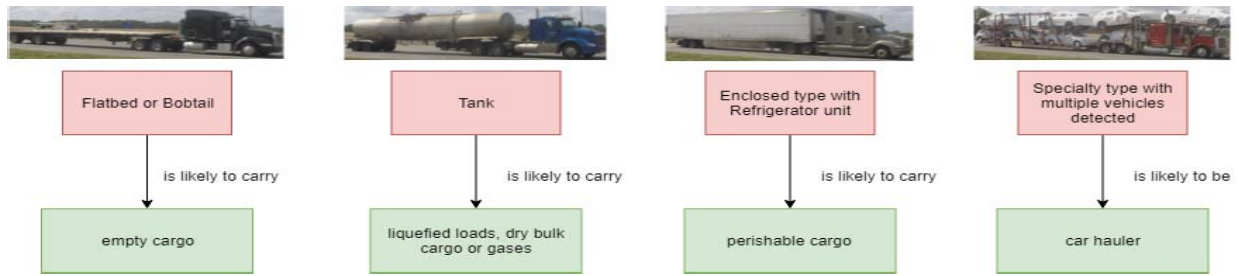 Flatbed or Bobtail
Tank
Enclosed type with
Refrigerator unit
Specialty type with
multiple vehicles
detected
is likely to carry
is likely to carry
is likely to carry
is likely to be
empty cargo
liquefied loads, dry bulk
cargo or gases
perishable cargo
car hauler